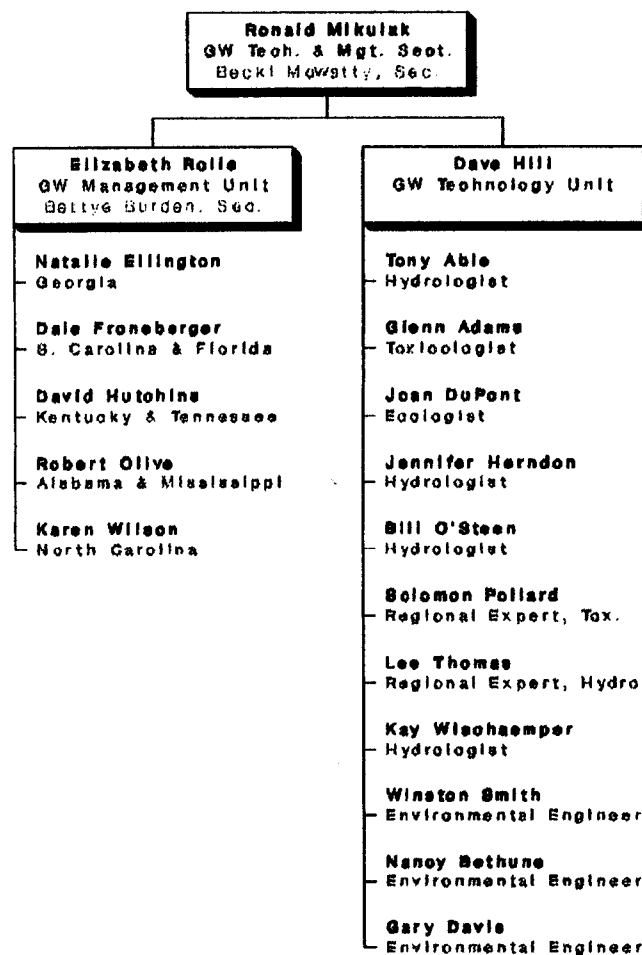 Ronald Mikulak
GW Tech. & Mgt. Sect.
Becki McWatty, Sec.
Elizabeth Rolle
GW Management Unit
Bettye Burden, Sec.
Natalie Ellington
Georgia
Dale Froneberger
S. Carolina & Florida
David Hutchins
Kentucky & Tennessee
Robert Olive
Alabama & Mississippi
Karen Wilson
North Carolina
Dave Hill
GW Technology Unit
Tony Able
Hydrologist
Glenn Adams
Toxicologist
Joan DuPont
Ecologist
Jennifer Herndon
Hydrologist
Bill O'Steen
Hydrologist
Solomon Pollard
Regional Expert, Tox.
Lee Thomas
Regional Expert, Hydro
Kay Wischaemper
Hydrologist
Winston Smith
Environmental Engineer
Nancy Bethune
Environmental Engineer
Gary Davis
Environmental Engineer